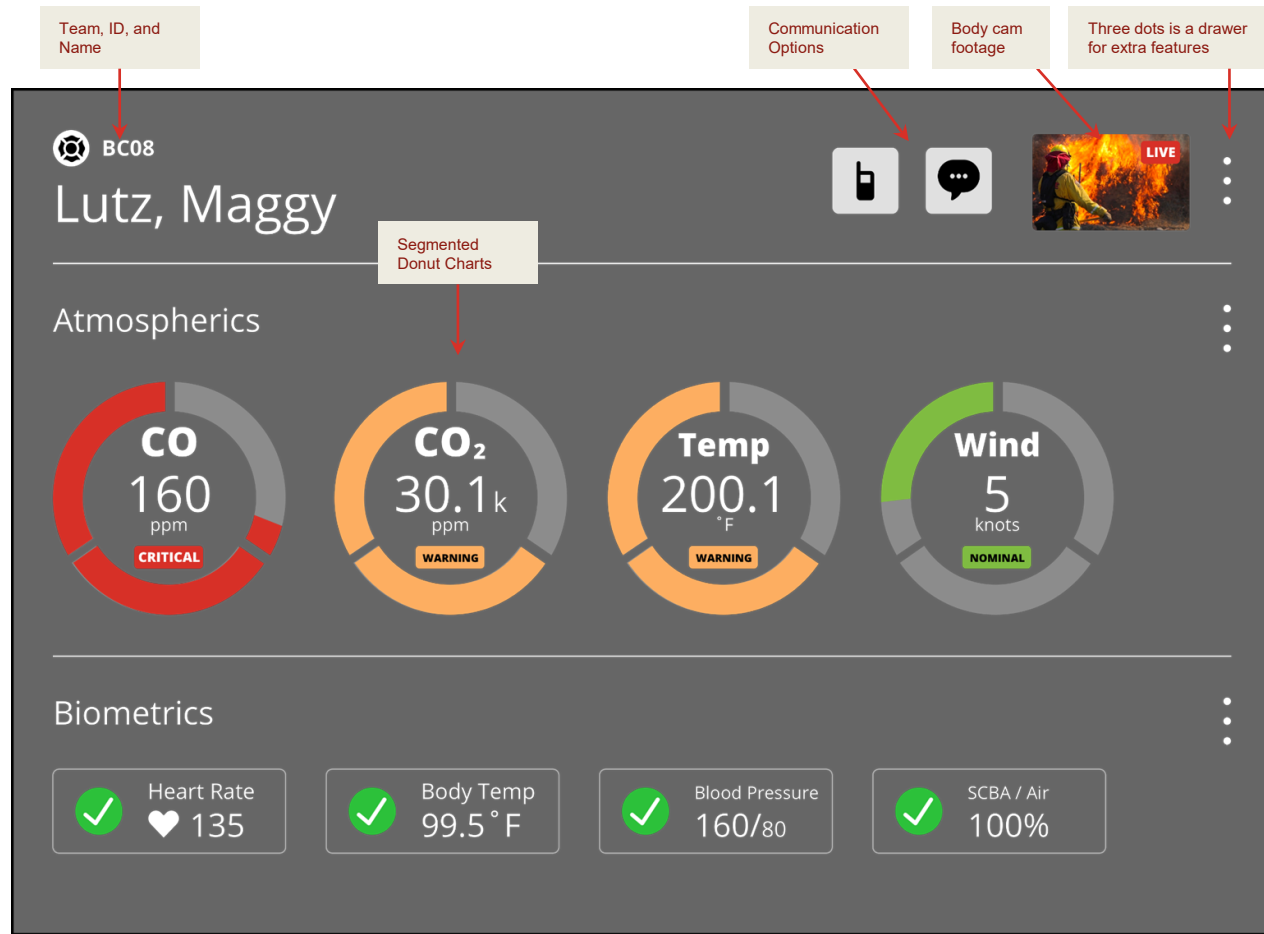 Team, ID, and
Name
Communication
Options
Body cam
footage
Three dots is a drawer
for extra features
BC08
LIVE
Lutz, Maggy
Segmented
Donut Charts
Atmospherics
CO
160
ppm
CRITICAL
CO₂
30.1k
ppm
WARNING
Temp
200.1
°F
WARNING
Wind
5
knots
NOMINAL
Biometrics
Heart Rate
135
Body Temp
99.5°F
Blood Pressure
160/80
SCBA / Air
100%